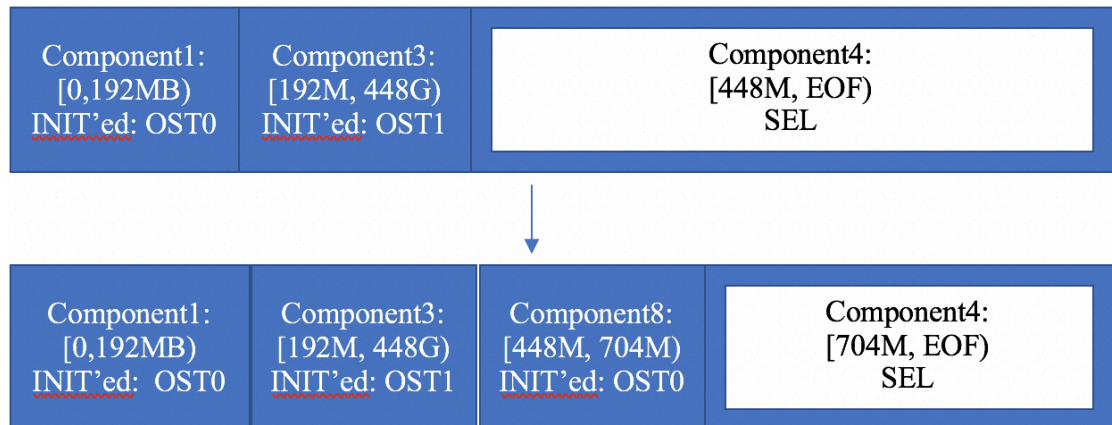 Component1:
[0,192MB)
INIT’ed: OST0
Component3:
[192M, 448G)
INIT’ed: OST1
Component4:
[448M, EOF)
SEL
Component1:
[0,192MB)
INIT’ed:  OST0
Component3:
[192M, 448G)
INIT’ed: OST1
Component8:
[448M, 704M)
INIT’ed: OST0
Component4:
[704M, EOF)
SEL